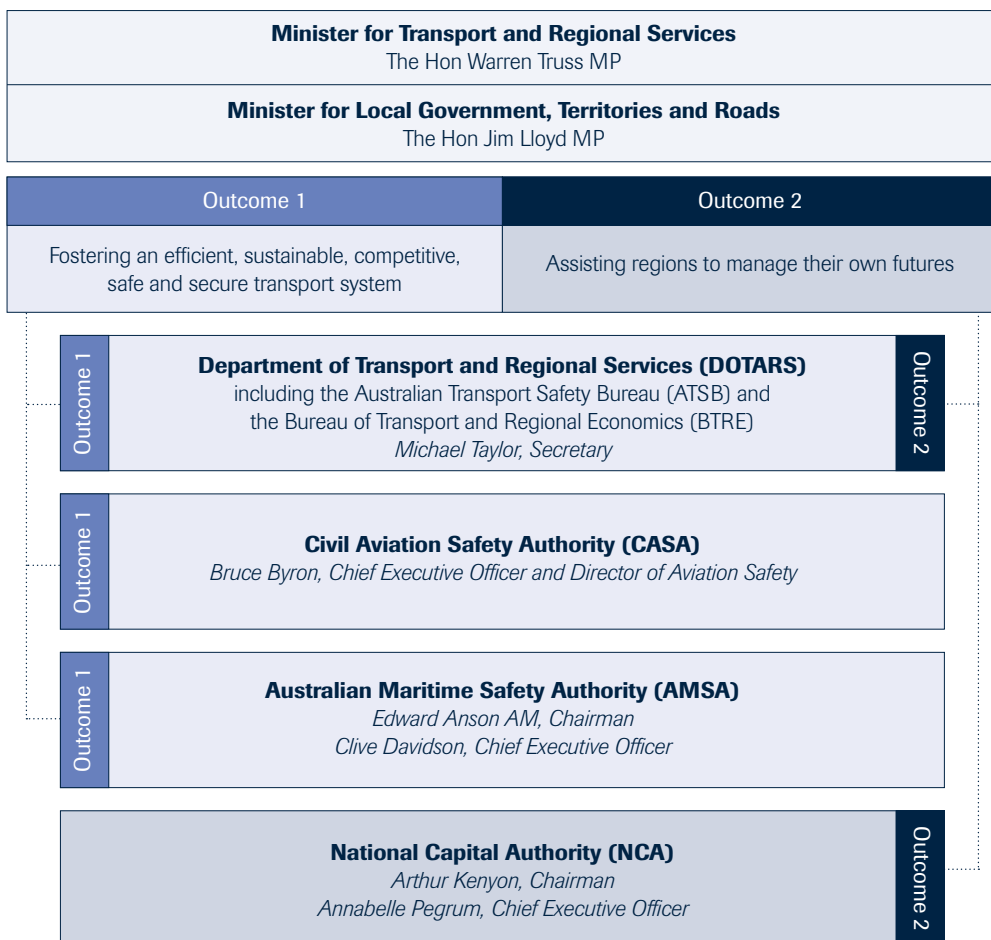 Minister for Transport and Regional Services
The Hon Warren Truss MP
Minister for Local Government, Territories and Roads
The Hon Jim Lloyd MP
Outcome 1
Outcome 2
Fostering an efficient, sustainable, competitive,
safe and secure transport system
Assisting regions to manage their own futures
Outcome 1
Department of Transport and Regional Services (DOTARS)
including the Australian Transport Safety Bureau (ATSB) and
the Bureau of Transport and Regional Economics (BTRE)
Michael Taylor, Secretary
Outcome 2
Outcome 1
Civil Aviation Safety Authority (CASA)
Bruce Byron, Chief Executive Officer and Director of Aviation Safety
Outcome 1
Australian Maritime Safety Authority (AMSA)
Edward Anson AM, Chairman
Clive Davidson, Chief Executive Officer
National Capital Authority (NCA)
Arthur Kenyon, Chairman
Annabelle Pegrum, Chief Executive Officer
Outcome 2